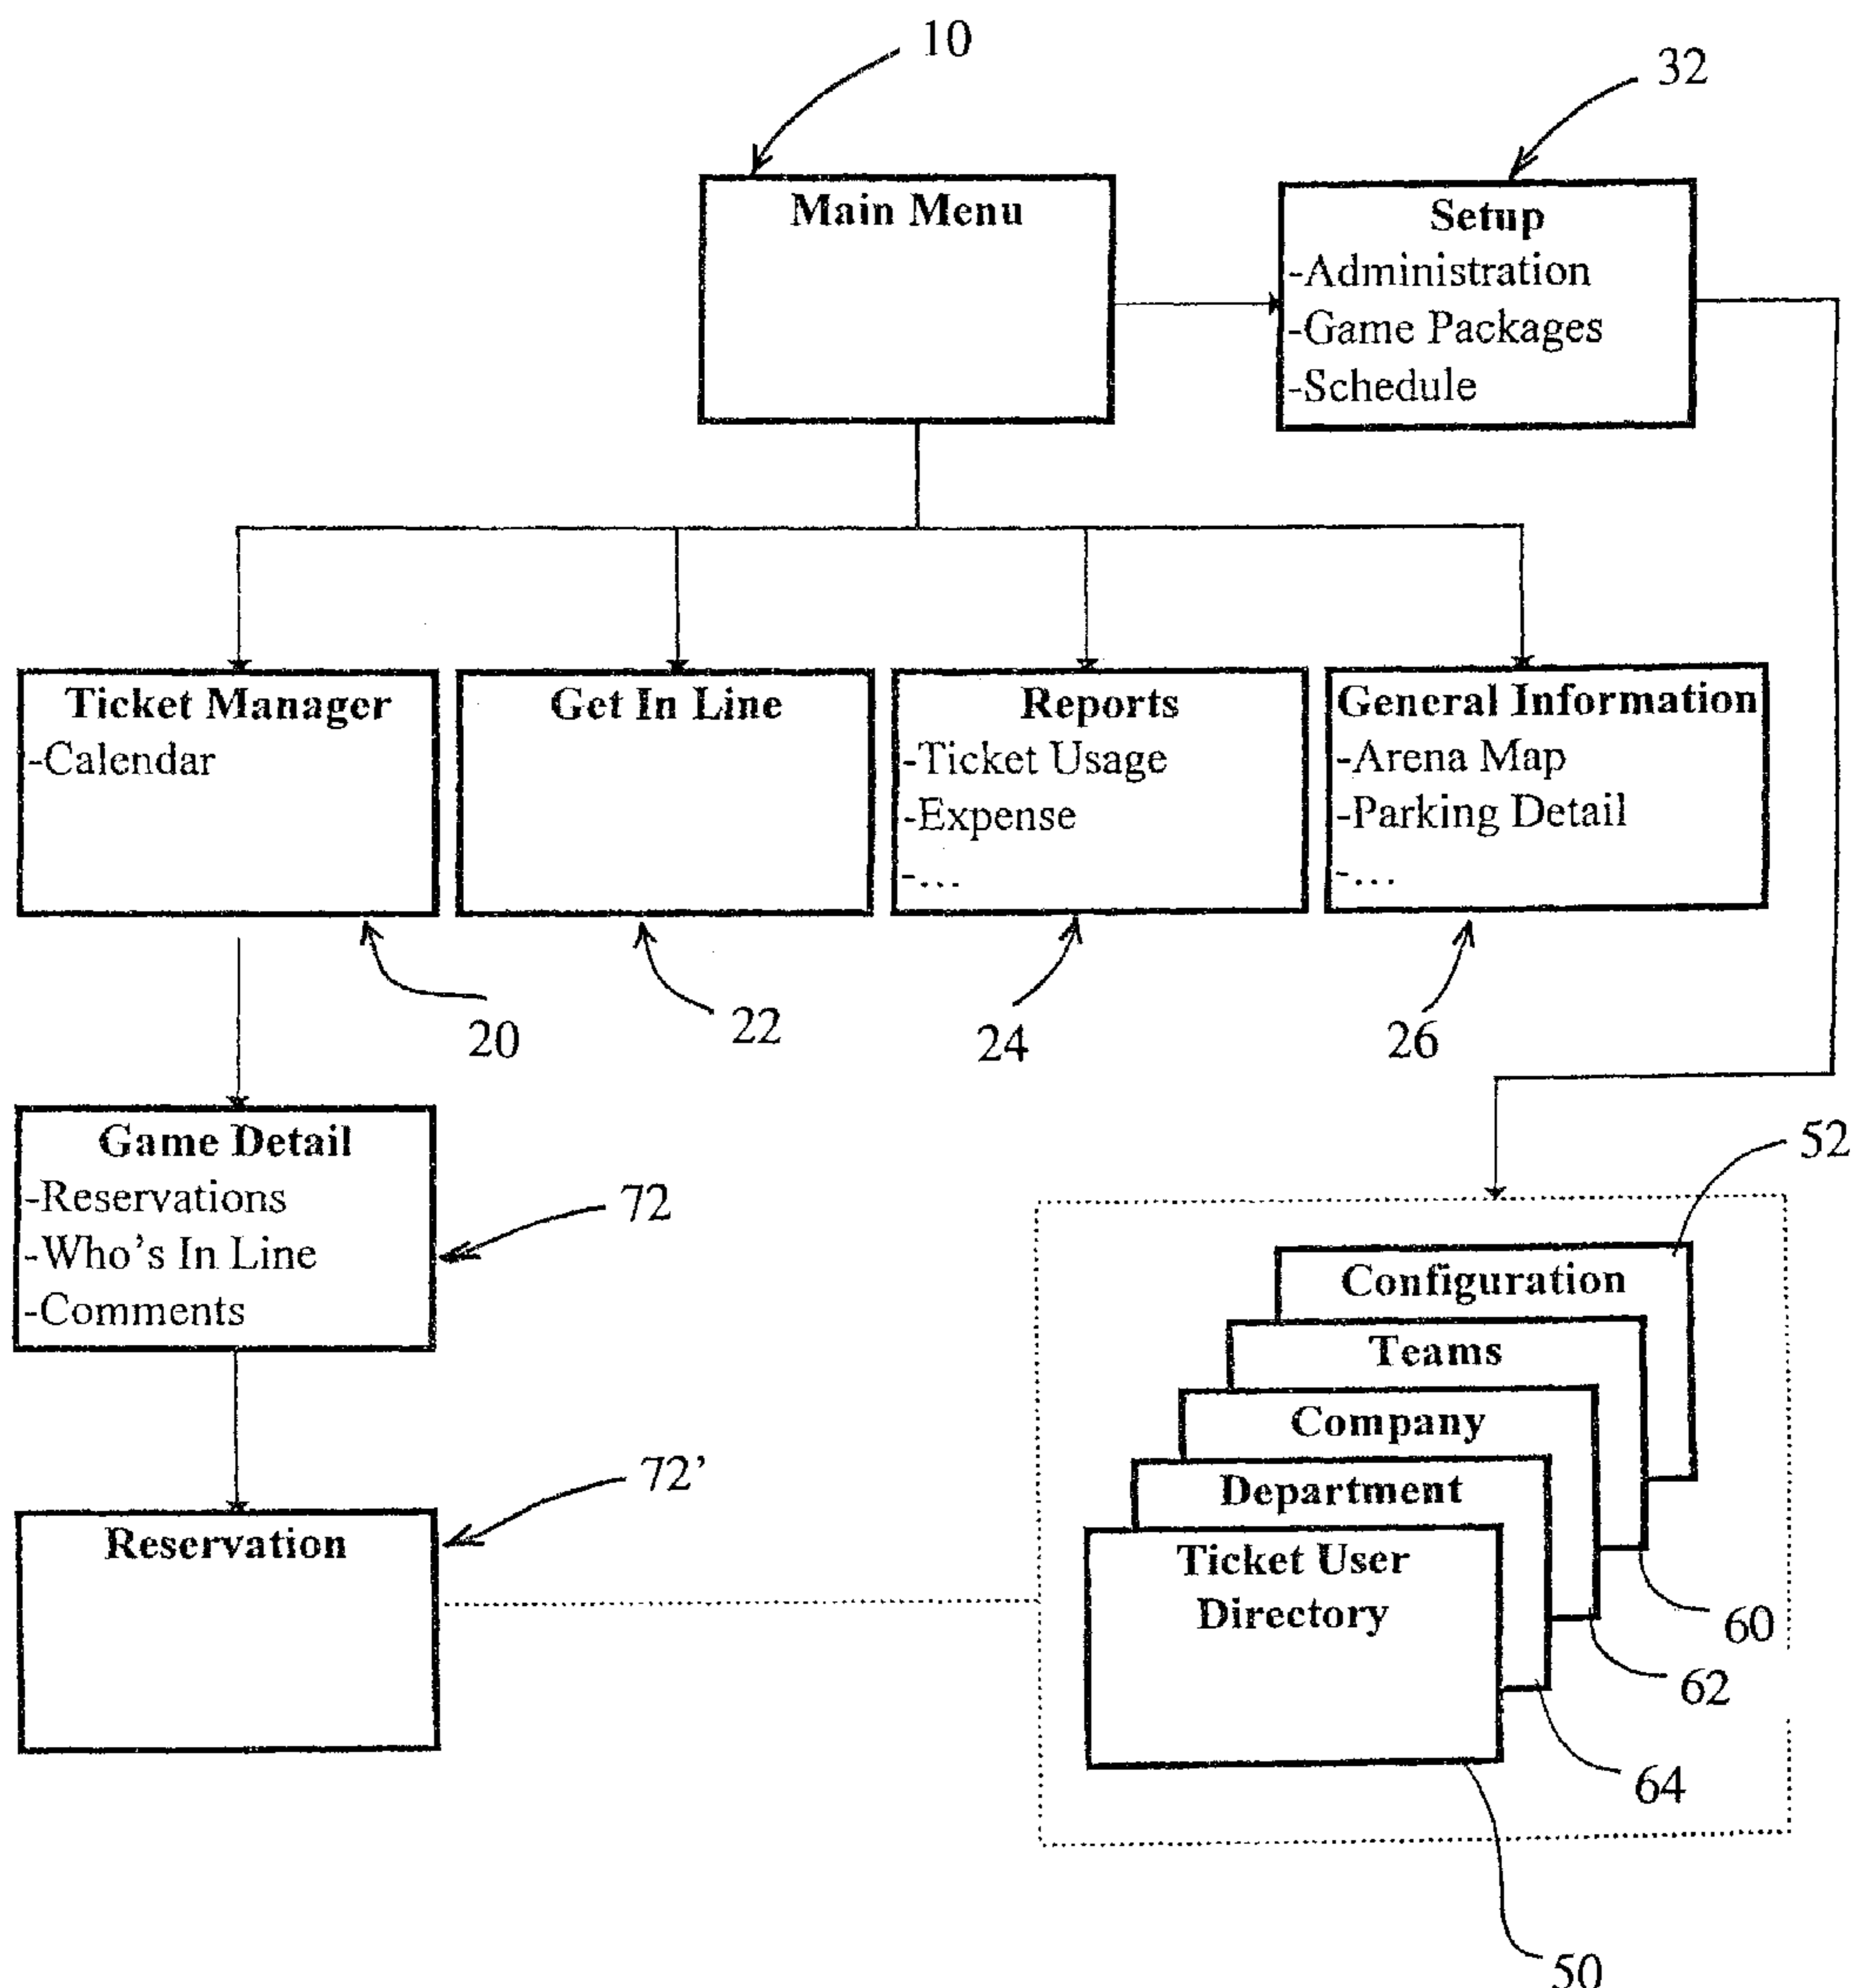 10
32
Main Menu
Setup
-Administration
-Game Packages
-Schedule
Ticket Manager
-Calendar
Get In Line
Reports
-Ticket Usage
-Expense
-...
General Information
-Arena Map
-Parking Detail
-...
20
22
24
26
Game Detail
-Reservations
-Who's In Line
-Comments
72
52
Configuration
Teams
Company
Department
Ticket User
Directory
Reservation
72'
60
62
64
50